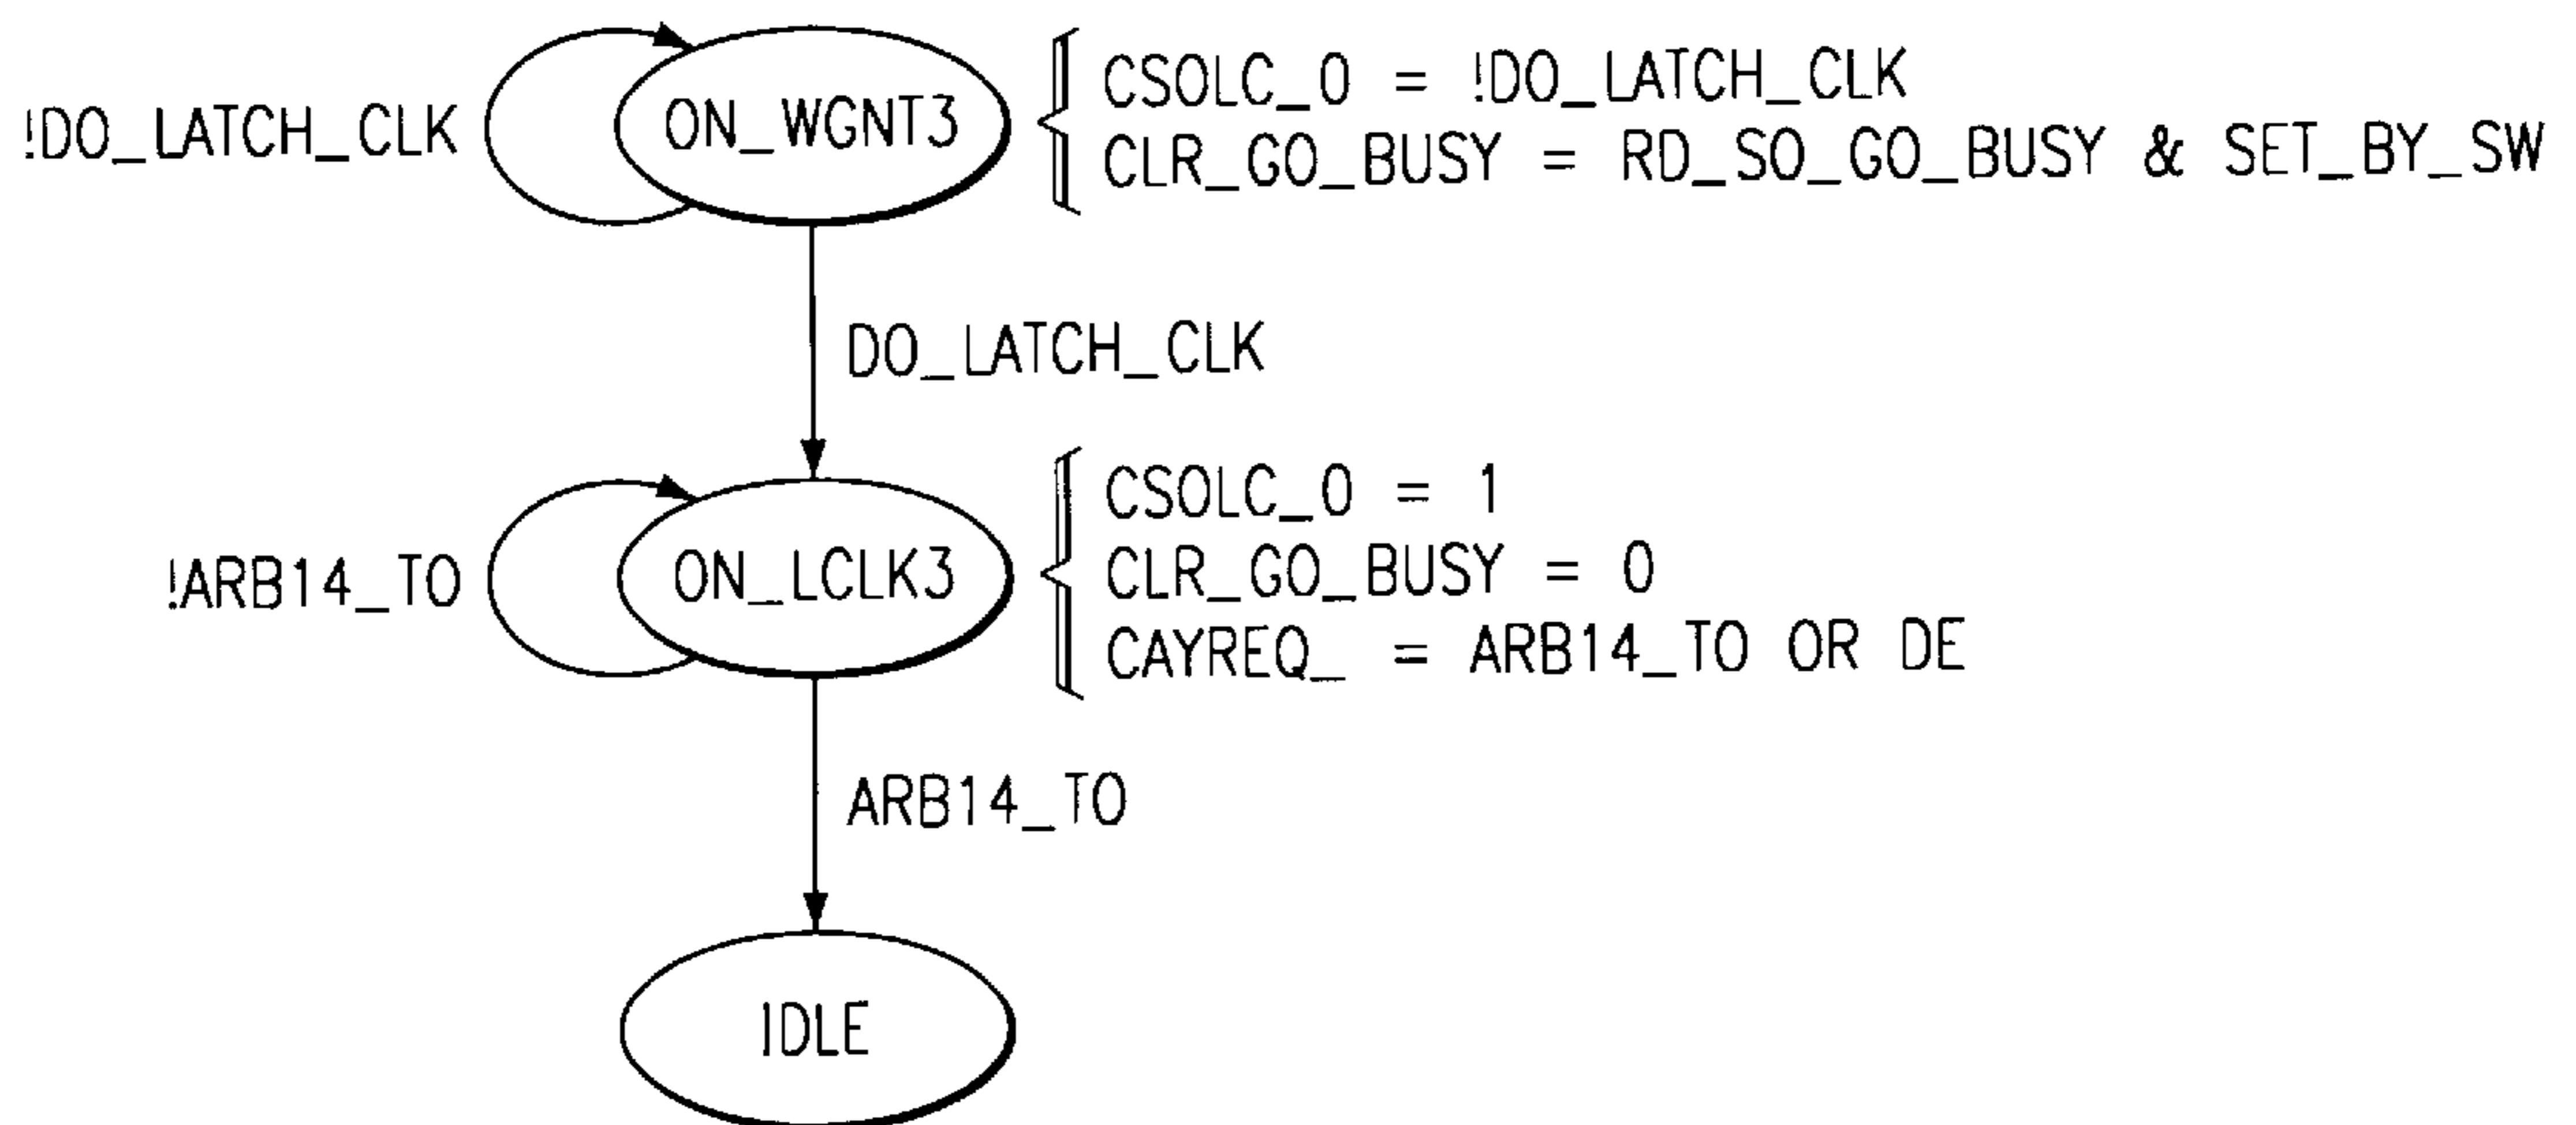 !DO_LATCH_CLK
ON_WGNT3
CSOLC_0 = !DO_LATCH_CLK
CLR_GO_BUSY = RD_SO_GO_BUSY & SET_BY_SW
DO_LATCH_CLK
!ARB14_TO
ON_LCLK3
CSOLC_0 = 1
CLR_GO_BUSY = 0
CAYREQ_ = ARB14_TO OR DE
ARB14_TO
IDLE